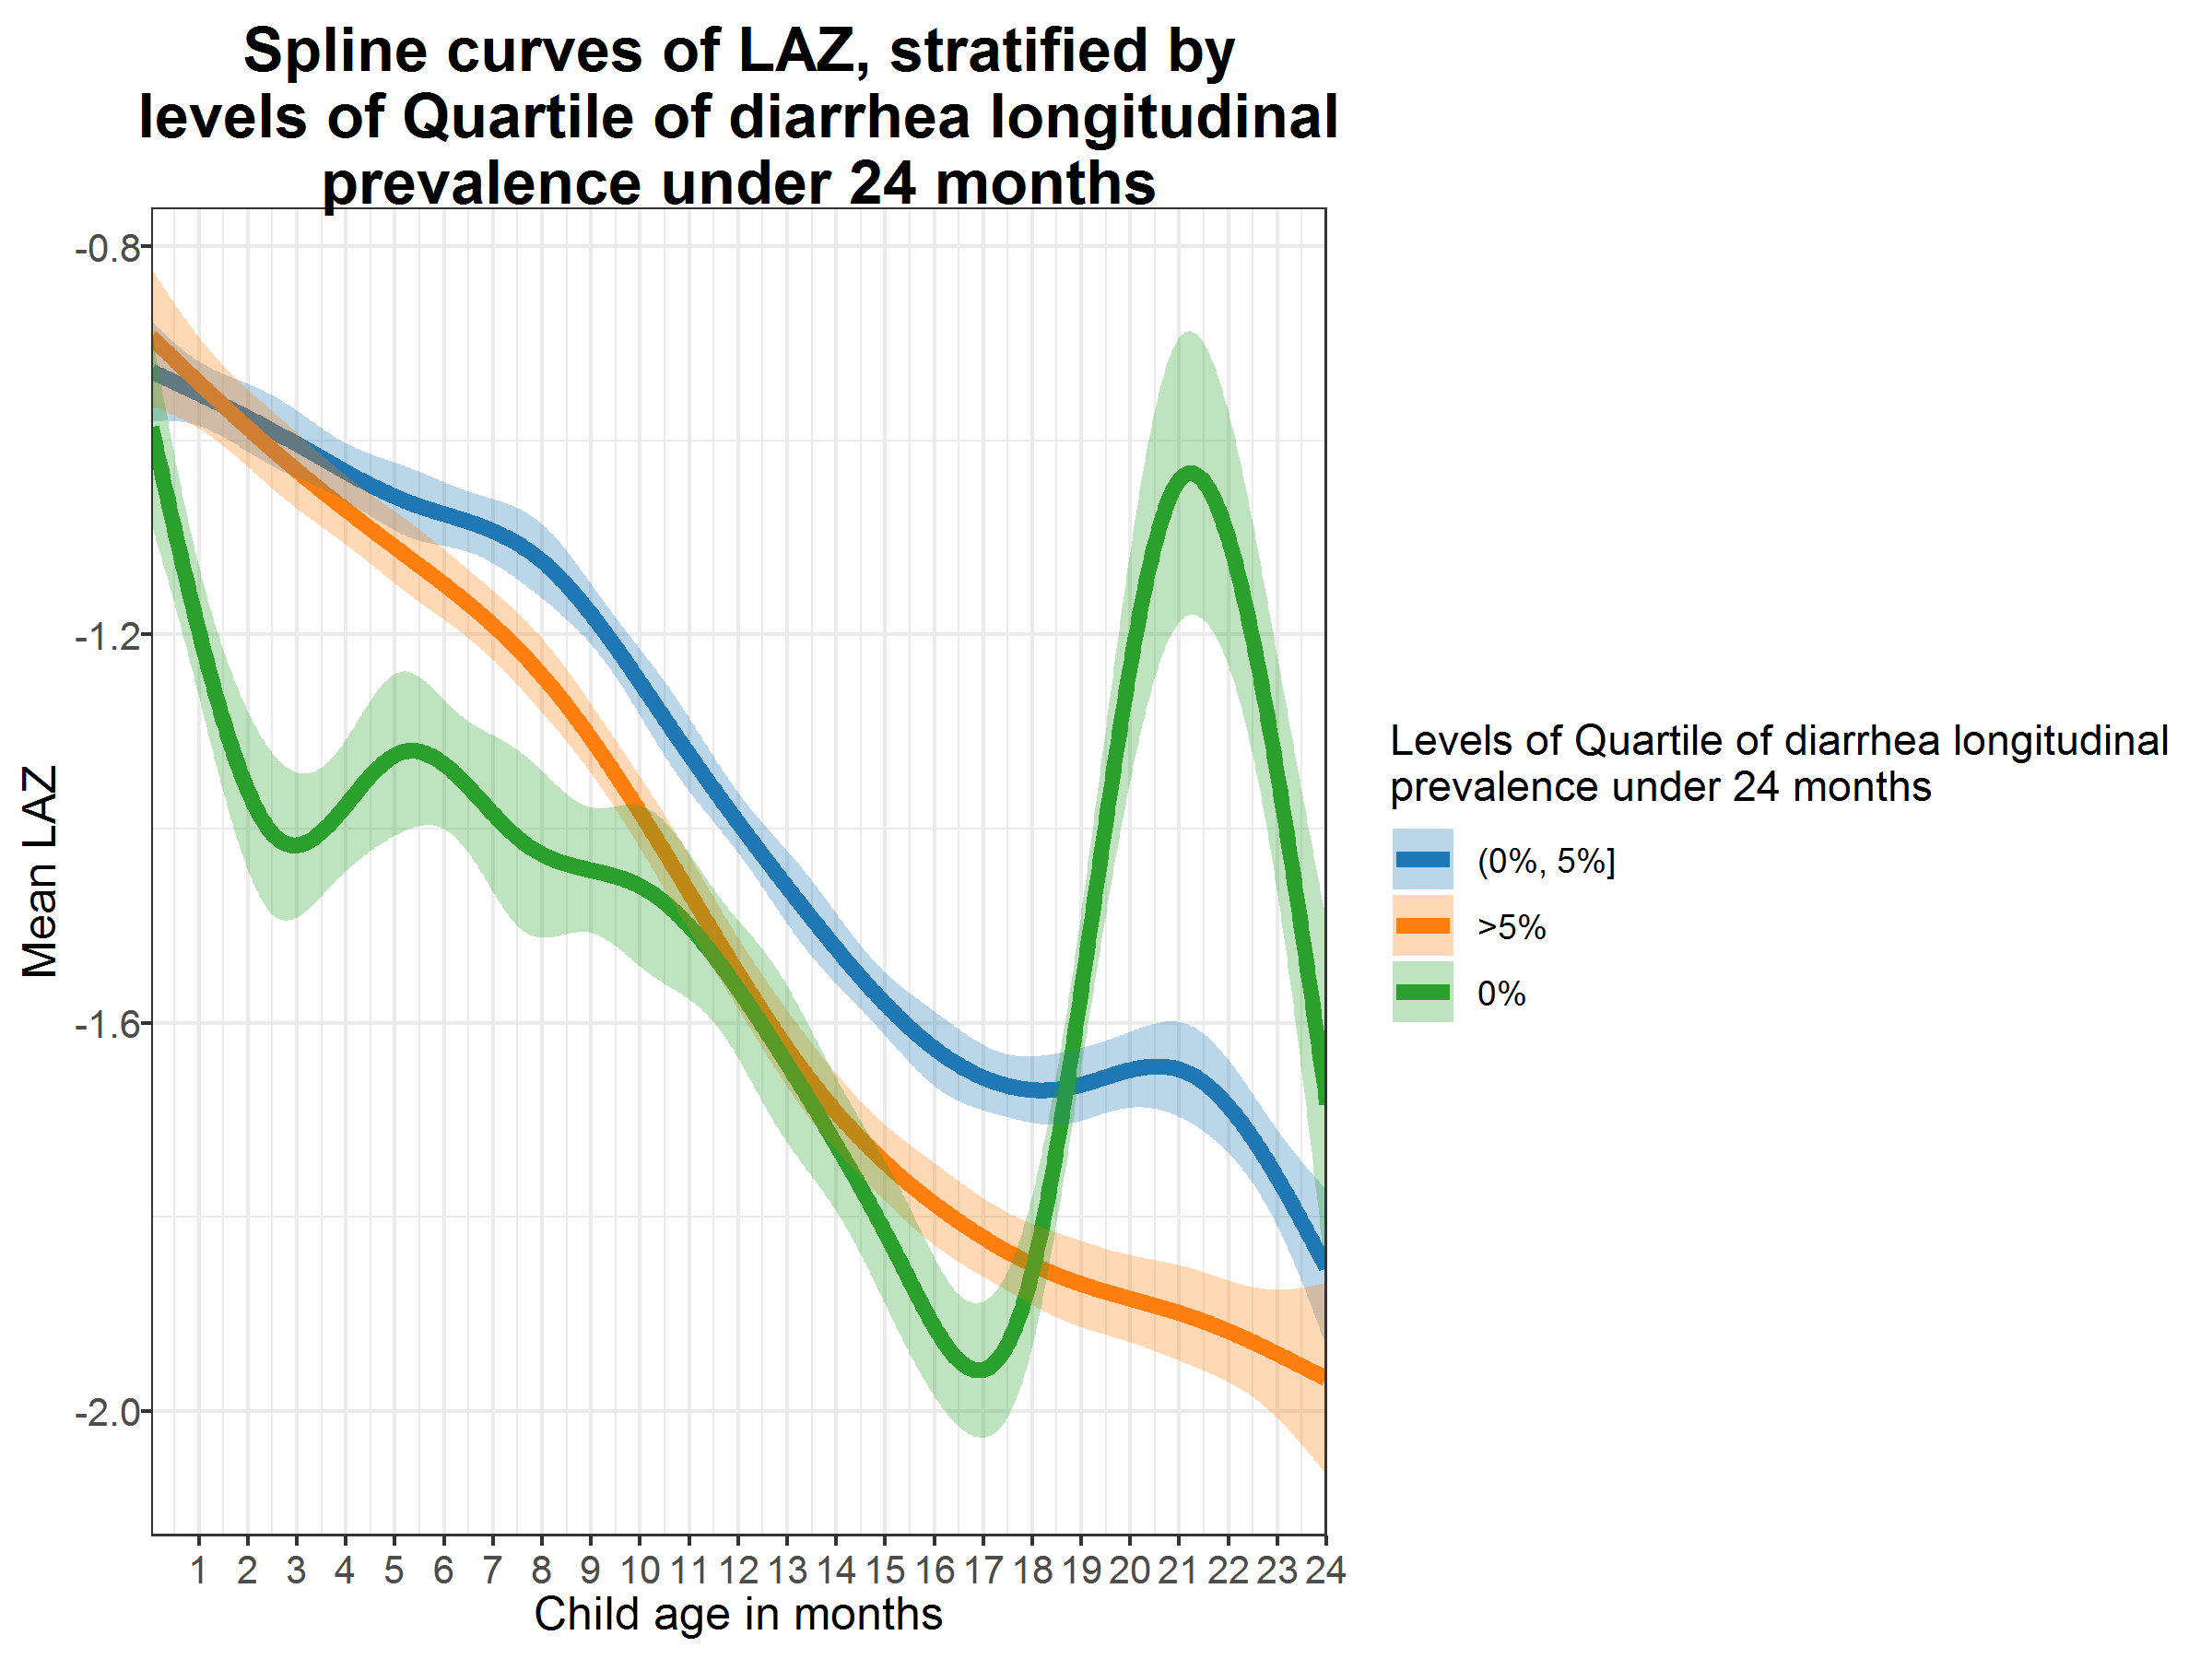 Spline curves of LAZ, stratified by
levels of Quartile of diarrhea longitudinal
prevalence under 24 months
-0.8
-1.2
-1.6
-2.0
Mean LAZ
1 2 3 4 5 6 7 8 9 10 11 12 13 14 15 16 17 18 19 20 21 22 23 24
Child age in months
Levels of Quartile of diarrhea longitudinal
prevalence under 24 months
(0%, 5%]
>5%
0%